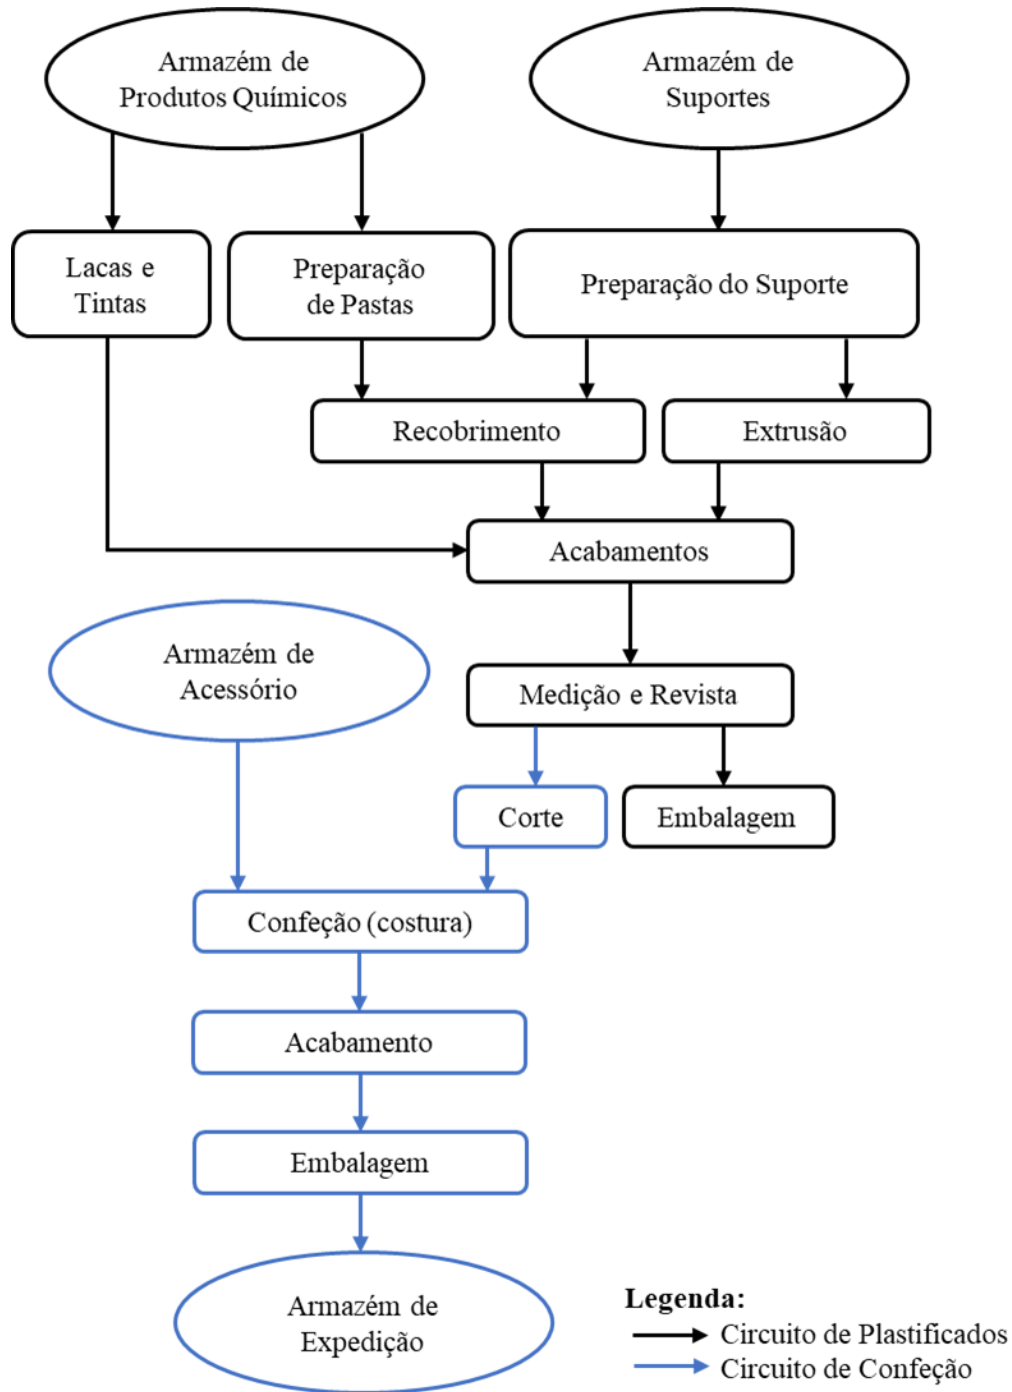 Armazém de
Produtos Químicos
Armazém de
Suportes
Lacas e
Tintas
Preparação
de Pastas
Preparação do Suporte
Recobrimento
Extrusão
Acabamentos
Armazém de
Acessório
Medição e Revista
Corte
Embalagem
Confeção (costura)
Acabamento
Embalagem
Armazém de
Expedição
Legenda:
Circuito de Plastificados
Circuito de Confeção